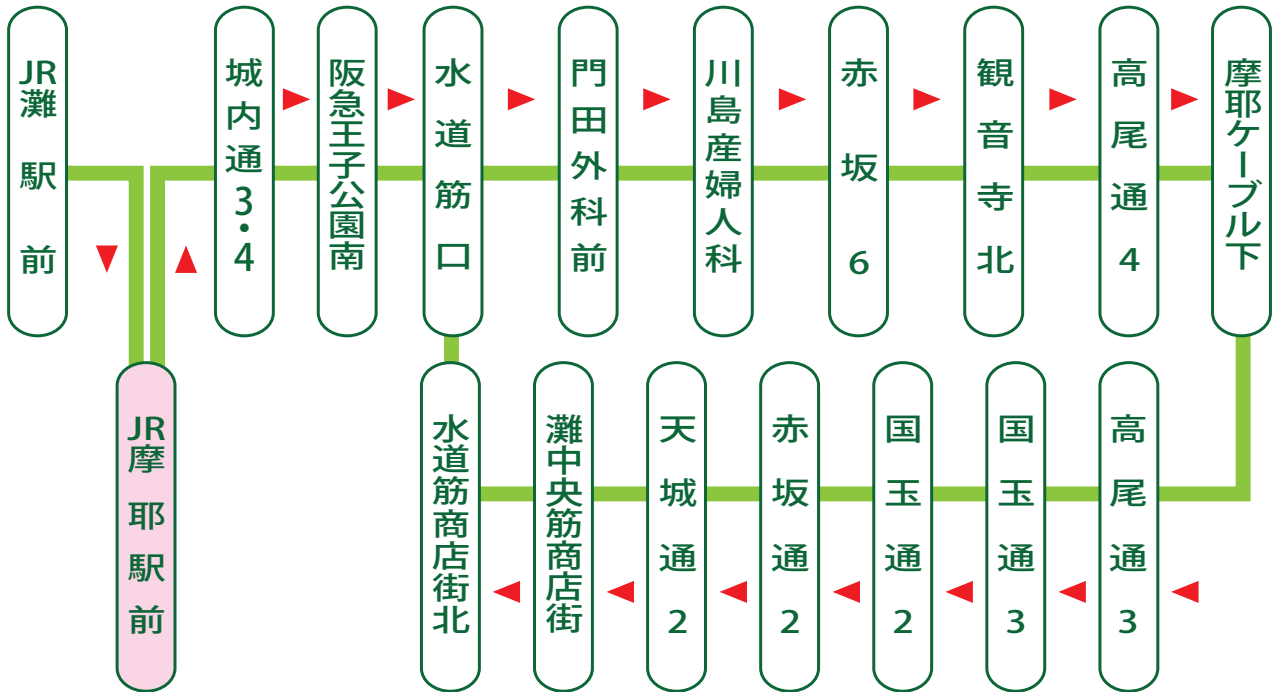 JR灘駅前
城内通3・4
阪急王子公園南
水道筋口
門田外科前
川島産婦人科
赤坂6
観音寺北
高尾通4
摩耶ケーブル下
JR摩耶駅前
水道筋商店街北
灘中央筋商店街
天城通2
赤坂通2
国玉通2
国玉通3
高尾通3